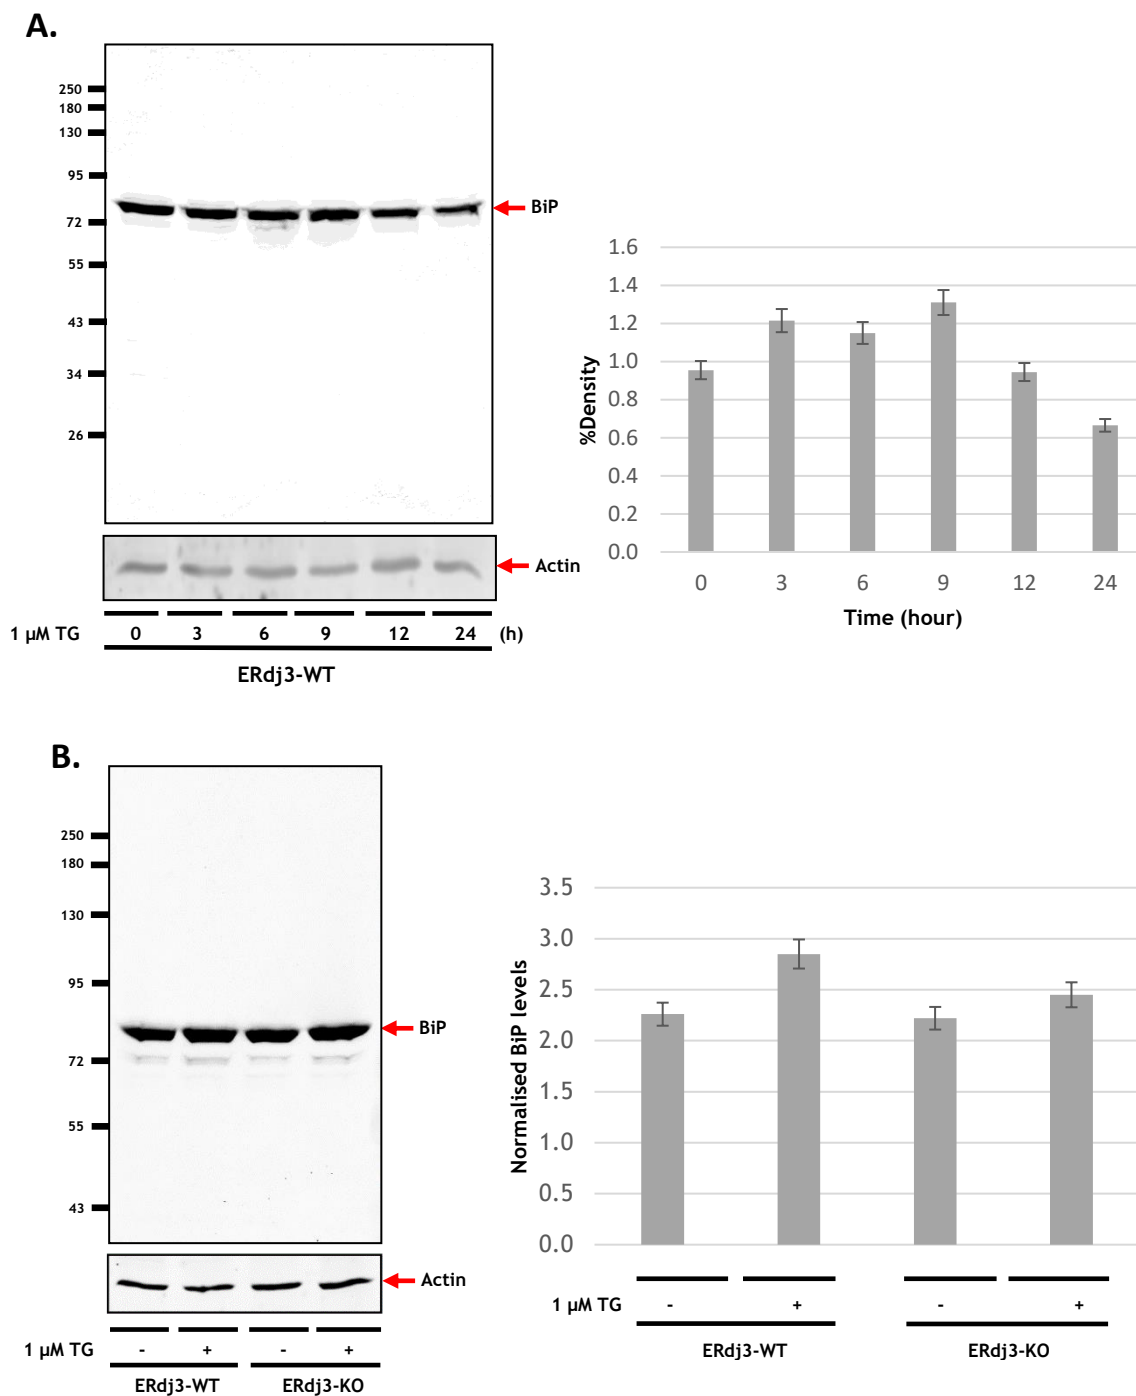 A.
250
180
130
95
72
55
43
34
26
BiP
Actin
1 µM TG 0 3 6 9 12 24 (h)
ERdj3-WT
%Density
1.6
1.4
1.2
1.0
0.8
0.6
0.4
0.2
0.0
0 3 6 9 12 24
Time (hour)
B.
250
180
130
95
72
55
43
BiP
Actin
1 µM TG - + - +
ERdj3-WT ERdj3-KO
Normalised BiP levels
3.5
3.0
2.5
2.0
1.5
1.0
0.5
0.0
1 µM TG - + - +
ERdj3-WT ERdj3-KO